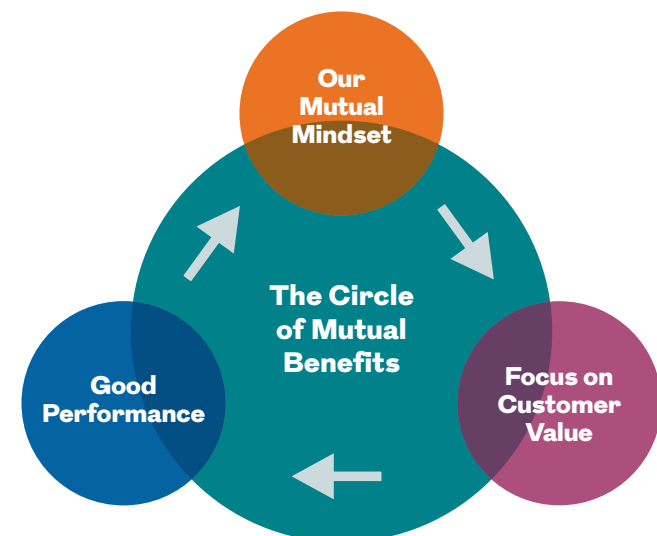 Our
Mutual
Mindset
The Circle
of Mutual
Benefits
Good
Performance
Focus on
Customer
Value